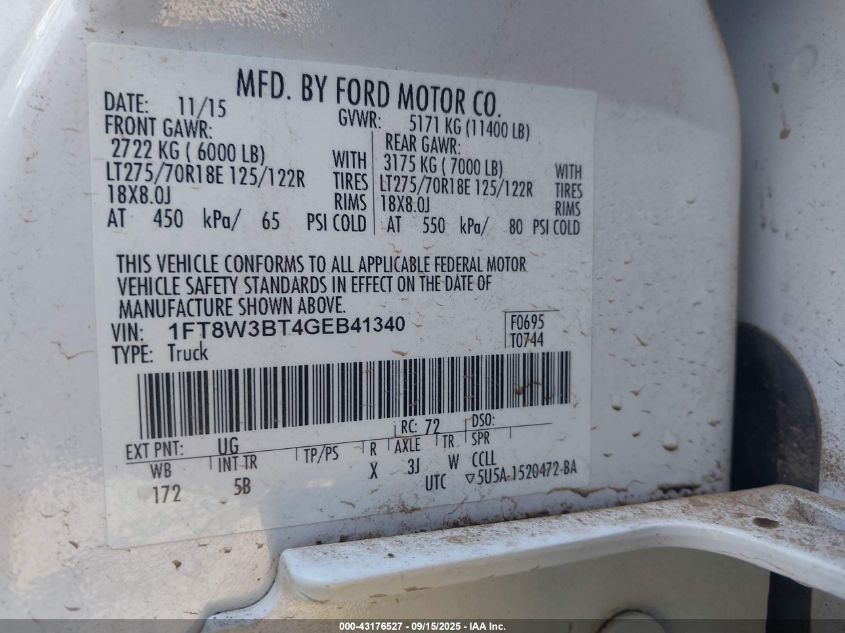 MFD. BY FORD MOTOR CO.
DATE: 11/15 GVWR: 5171 KG (11400 LB)
FRONT GAWR: REAR GAWR:
2722 KG ( 6000 LB) WITH 3175 KG ( 7000 LB) WITH
LT275/70R18E 125/122R TIRES LT275/70R18E 125/122R TIRES
18X8.0J RIMS 18X8.0J RIMS
AT 450 kPa/ 65 PSI COLD AT 550 kPa/ 80 PSI COLD
THIS VEHICLE CONFORMS TO ALL APPLICABLE FEDERAL MOTOR
VEHICLE SAFETY STANDARDS IN EFFECT ON THE DATE OF
MANUFACTURE SHOWN ABOVE.
VIN: 1FT8W3BT4GEB41340 F0695
TYPE: Truck T0744
EXT PNT: UG RC: 72 DSO:
WB INT TR TP/PS R AXLE TR SPR
172 5B X 3J W CCLL
UTC ▽5U5A-1520472-BA
000-43176527 - 09/15/2025 - IAA Inc.